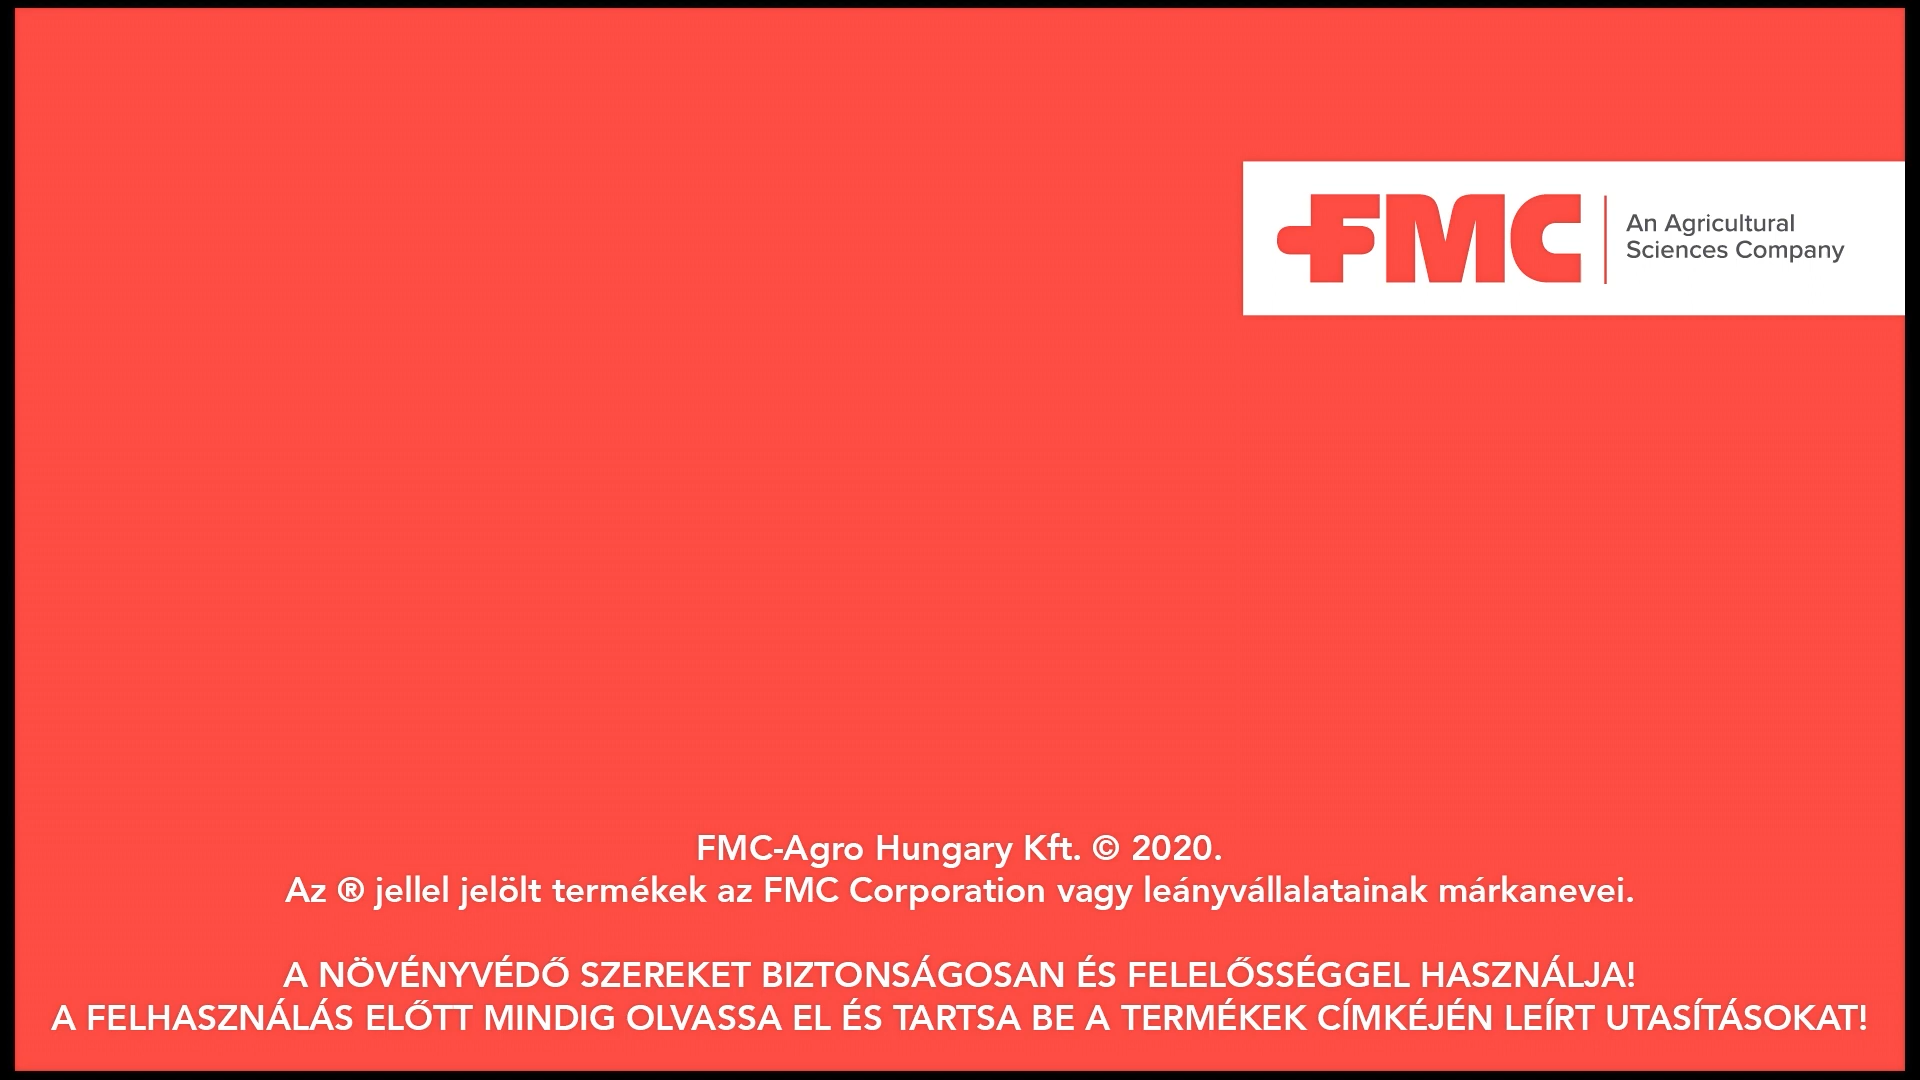 FMC
An Agricultural
Sciences Company
FMC-Agro Hungary Kft. © 2020.
Az ® jellel jelölt termékek az FMC Corporation vagy leányvállalatainak márkanevei.
A NÖVÉNYVÉDŐ SZEREKET BIZTONSÁGOSAN ÉS FELELŐSSÉGGEL HASZNÁLJA!
A FELHASZNÁLÁS ELŐTT MINDIG OLVASSA EL ÉS TARTSA BE A TERMÉKEK CÍMKÉJÉN LEÍRT UTASÍTÁSOKAT!